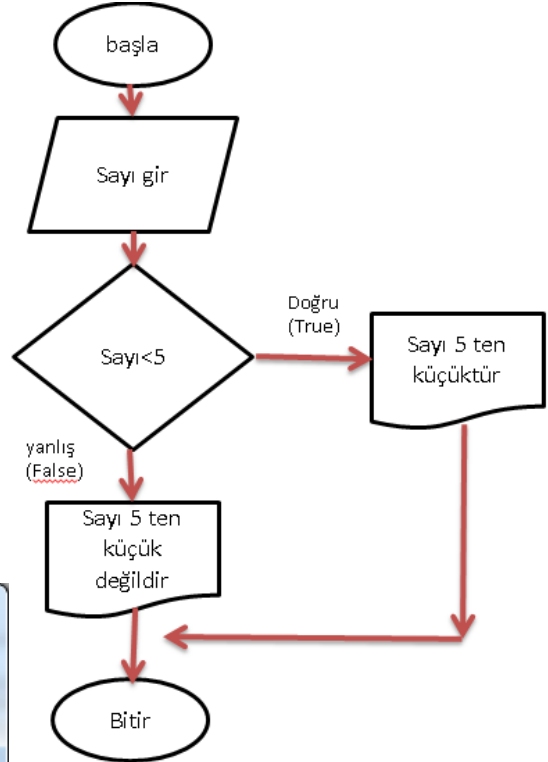 başla
Sayı gir
Sayı<5
Doğru
(True)
Sayı 5 ten
küçüktür
yanlış
(False)
Sayı 5 ten
küçük
değildir
Bitir